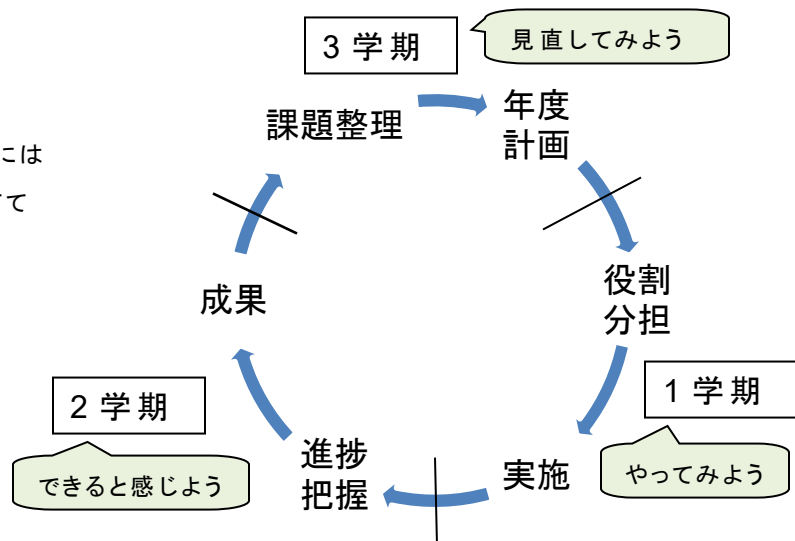 3 学期
見直してみよう
課題整理
年度
計画
には
て
役割
分担
成果
1 学期
やってみよう
2 学期
できると感じよう
進捗
把握
実施